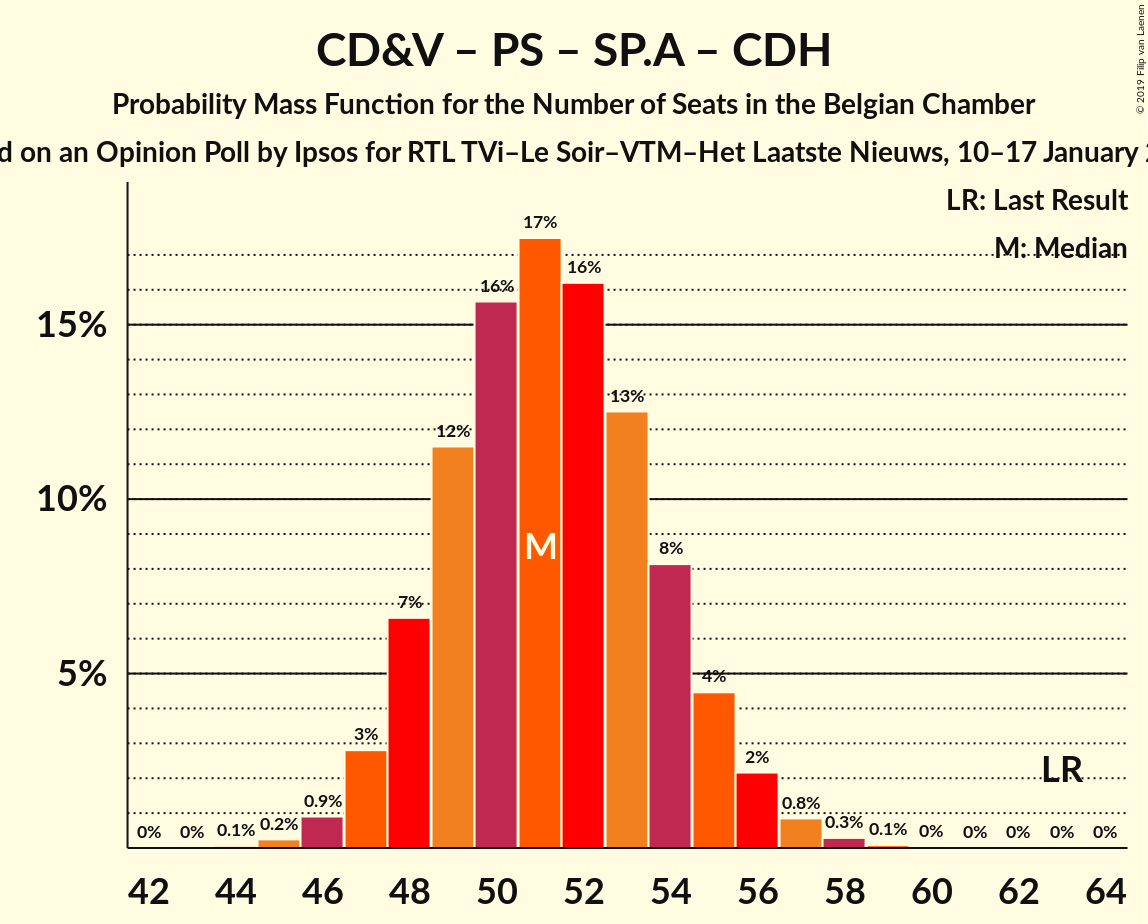 CD&V – PS – SP.A – CDH
Probability Mass Function for the Number of Seats in the Belgian Chamber
on an Opinion Poll by Ipsos for RTL TVi–Le Soir–VTM–Het Laatste Nieuws, 10–17 January
© 2019 Filip van Laenen
LR: Last Result
M: Median
17%
16%
16%
15%
13%
12%
10%
M
8%
7%
5%
4%
3%
2%
LR
0.9%
0.8%
0% 0% 0.1% 0.2% 0.3% 0.1% 0% 0% 0% 0% 0%
42 44 46 48 50 52 54 56 58 60 62 64